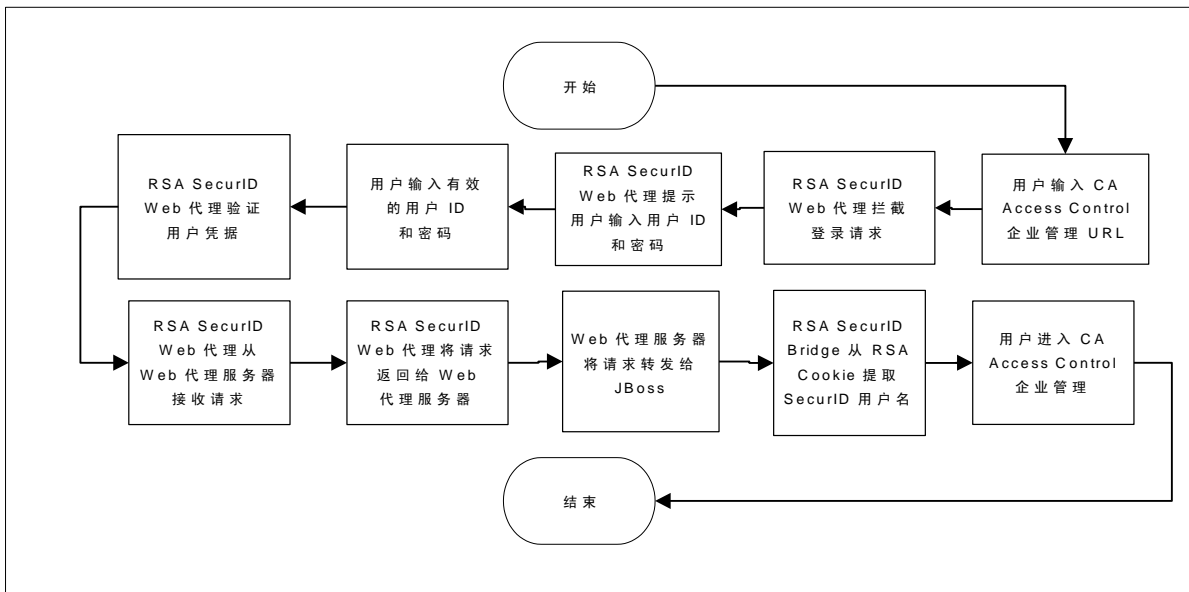 开始
用户输入 CA
Access Control
企业管理 URL
RSA SecurID
Web 代理拦截
登录请求
RSA SecurID
Web 代理提示
用户输入用户 ID
和密码
用户输入有效
的用户 ID
和密码
RSA SecurID
Web 代理验证
用户凭据
RSA SecurID
Web 代理从
Web 代理服务器
接收请求
RSA SecurID
Web 代理将请求
返回给 Web
代理服务器
Web 代理服务器
将请求转发给
JBoss
RSA SecurID
Bridge 从 RSA
Cookie 提取
SecurID 用户名
用户进入 CA
Access Control
企业管理
结束